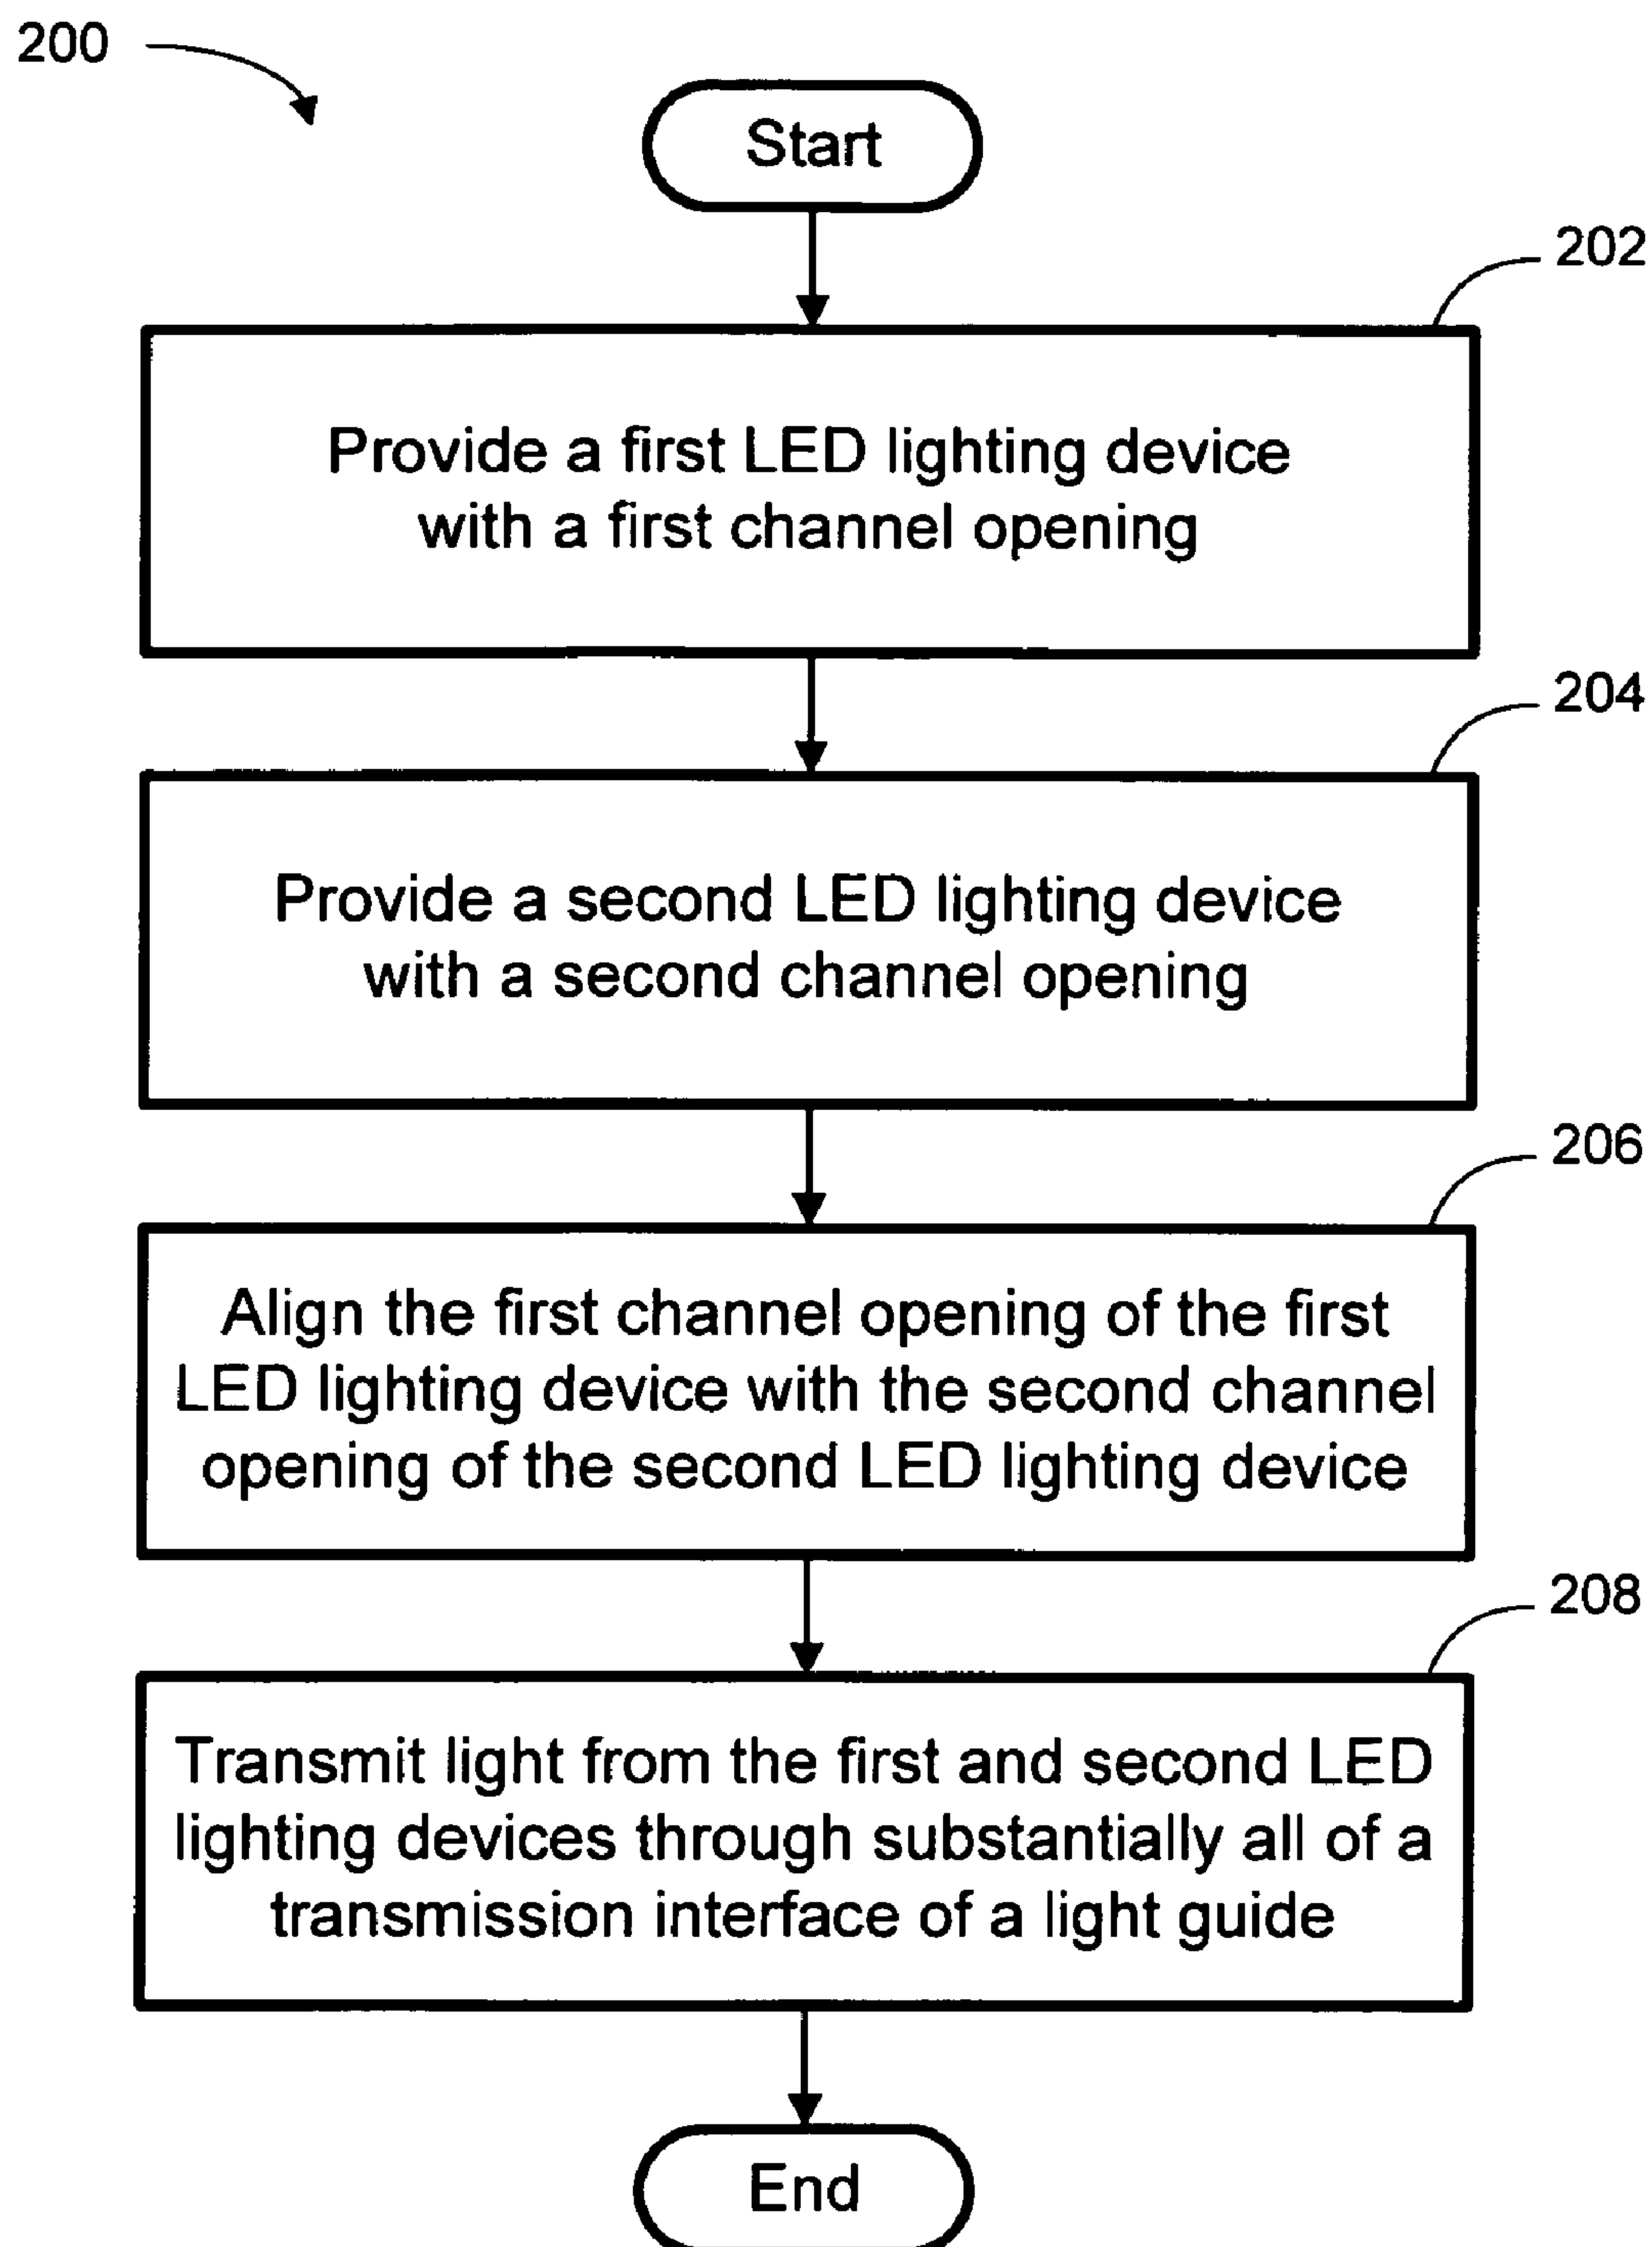 200
Start
202
Provide a first LED lighting device
with a first channel opening
204
Provide a second LED lighting device
with a second channel opening
206
Align the first channel opening of the first
LED lighting device with the second channel
opening of the second LED lighting device
208
Transmit light from the first and second LED
lighting devices through substantially all of a
transmission interface of a light guide
End